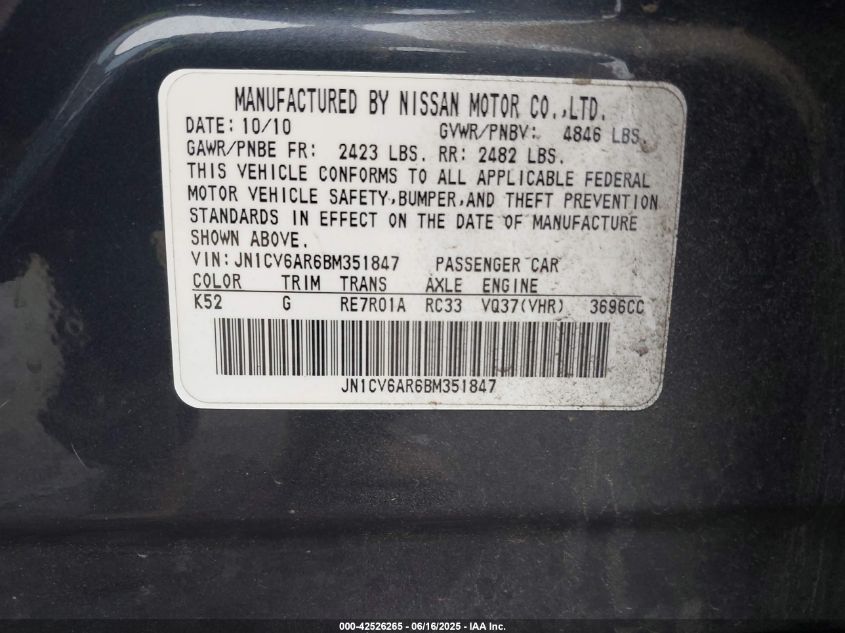 MANUFACTURED BY NISSAN MOTOR CO.,LTD.
DATE: 10/10 GVWR/PNBV: 4846 LBS.
GAWR/PNBE FR: 2423 LBS. RR: 2482 LBS.
THIS VEHICLE CONFORMS TO ALL APPLICABLE FEDERAL
MOTOR VEHICLE SAFETY,BUMPER,AND THEFT PREVENTION
STANDARDS IN EFFECT ON THE DATE OF MANUFACTURE
SHOWN ABOVE.
VIN: JN1CV6AR6BM351847 PASSENGER CAR
COLOR TRIM TRANS AXLE ENGINE
K52 G RE7R01A RC33 VQ37(VHR) 3696CC
JN1CV6AR6BM351847
000-42526265 - 06/16/2025 - IAA Inc.